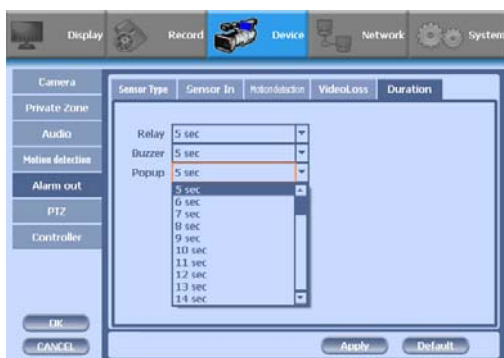 Display Record Device Network System
Camera
Private Zone
Audio
Motion detection
Alarm out
PTZ
Controller
OK
CANCEL
Sensor Type Sensor In Motion detection VideoLoss Duration
Relay 5 sec
Buzzer 5 sec
Popup 5 sec
5 sec
6 sec
7 sec
8 sec
9 sec
10 sec
11 sec
12 sec
13 sec
14 sec
Apply Default